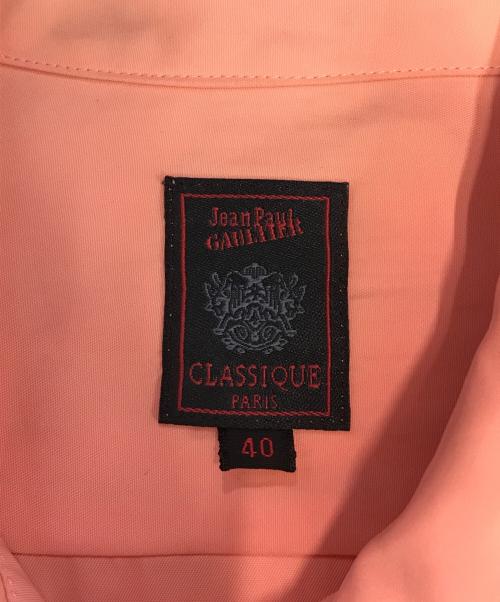 Jean Paul
GAULTIER
CLASSIQUE
PARIS
40